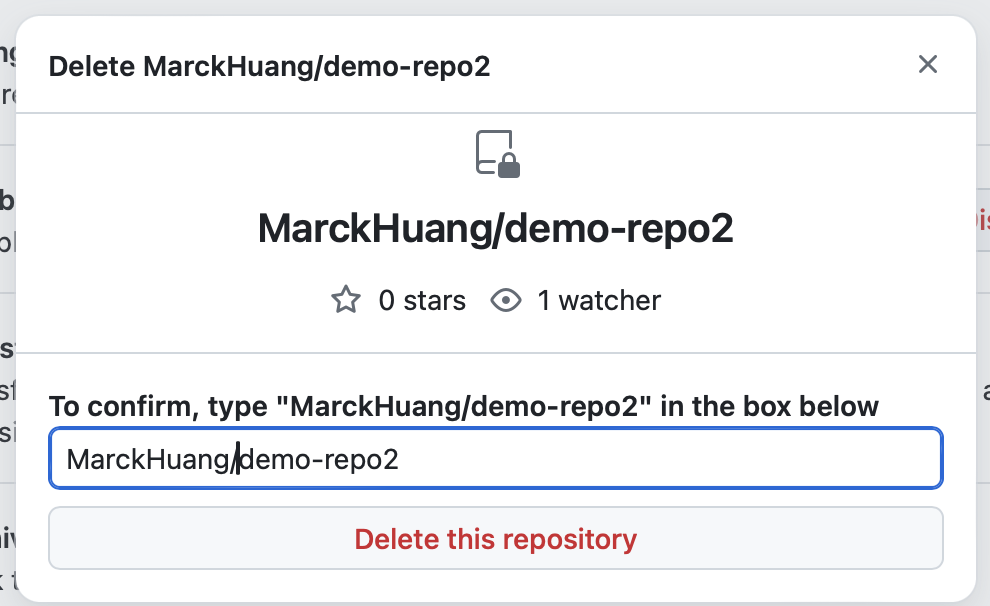 Delete MarckHuang/demo-repo2
MarckHuang/demo-repo2
0 stars 1 watcher
To confirm, type "MarckHuang/demo-repo2" in the box below
MarckHuang/demo-repo2
Delete this repository